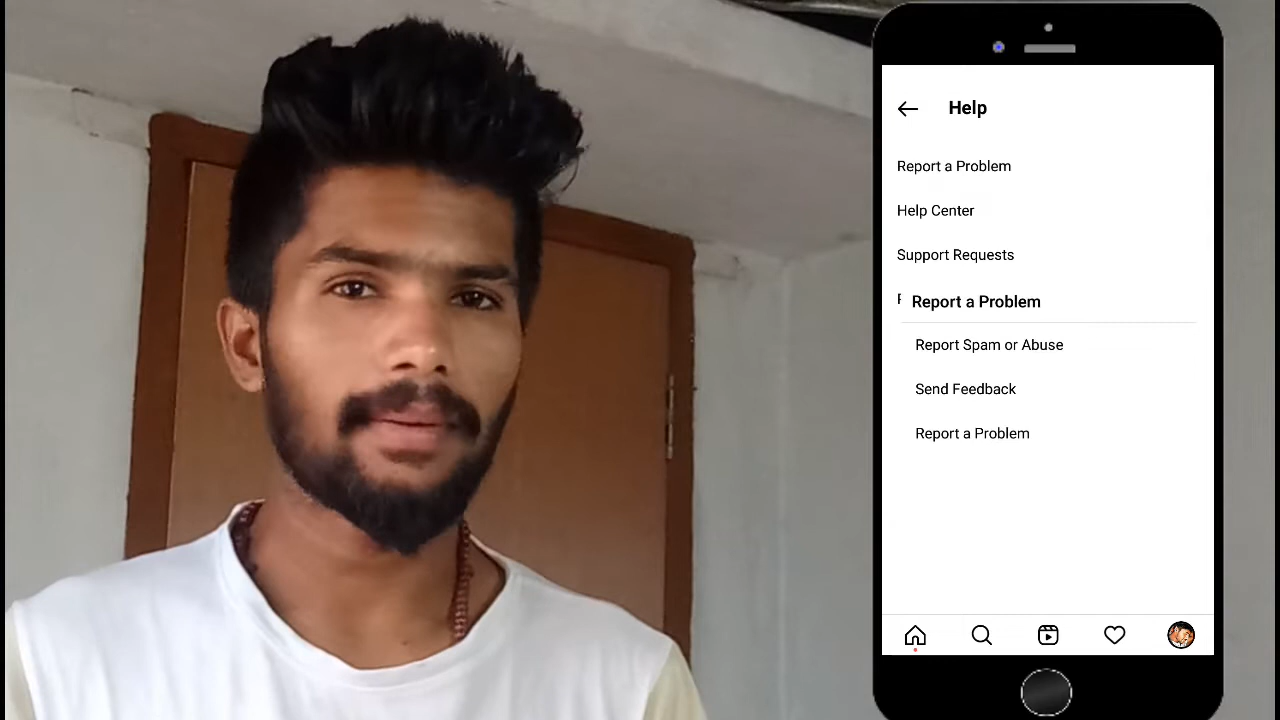 Help
Report a Problem
Help Center
Support Requests
Report a Problem
Report Spam or Abuse
Send Feedback
Report a Problem